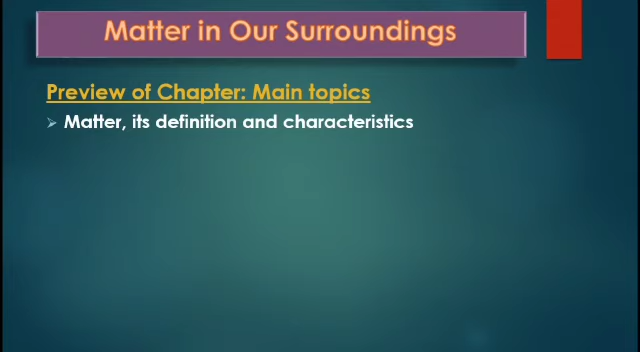 Matter in Our Surroundings
Preview of Chapter: Main topics
Matter, its definition and characteristics